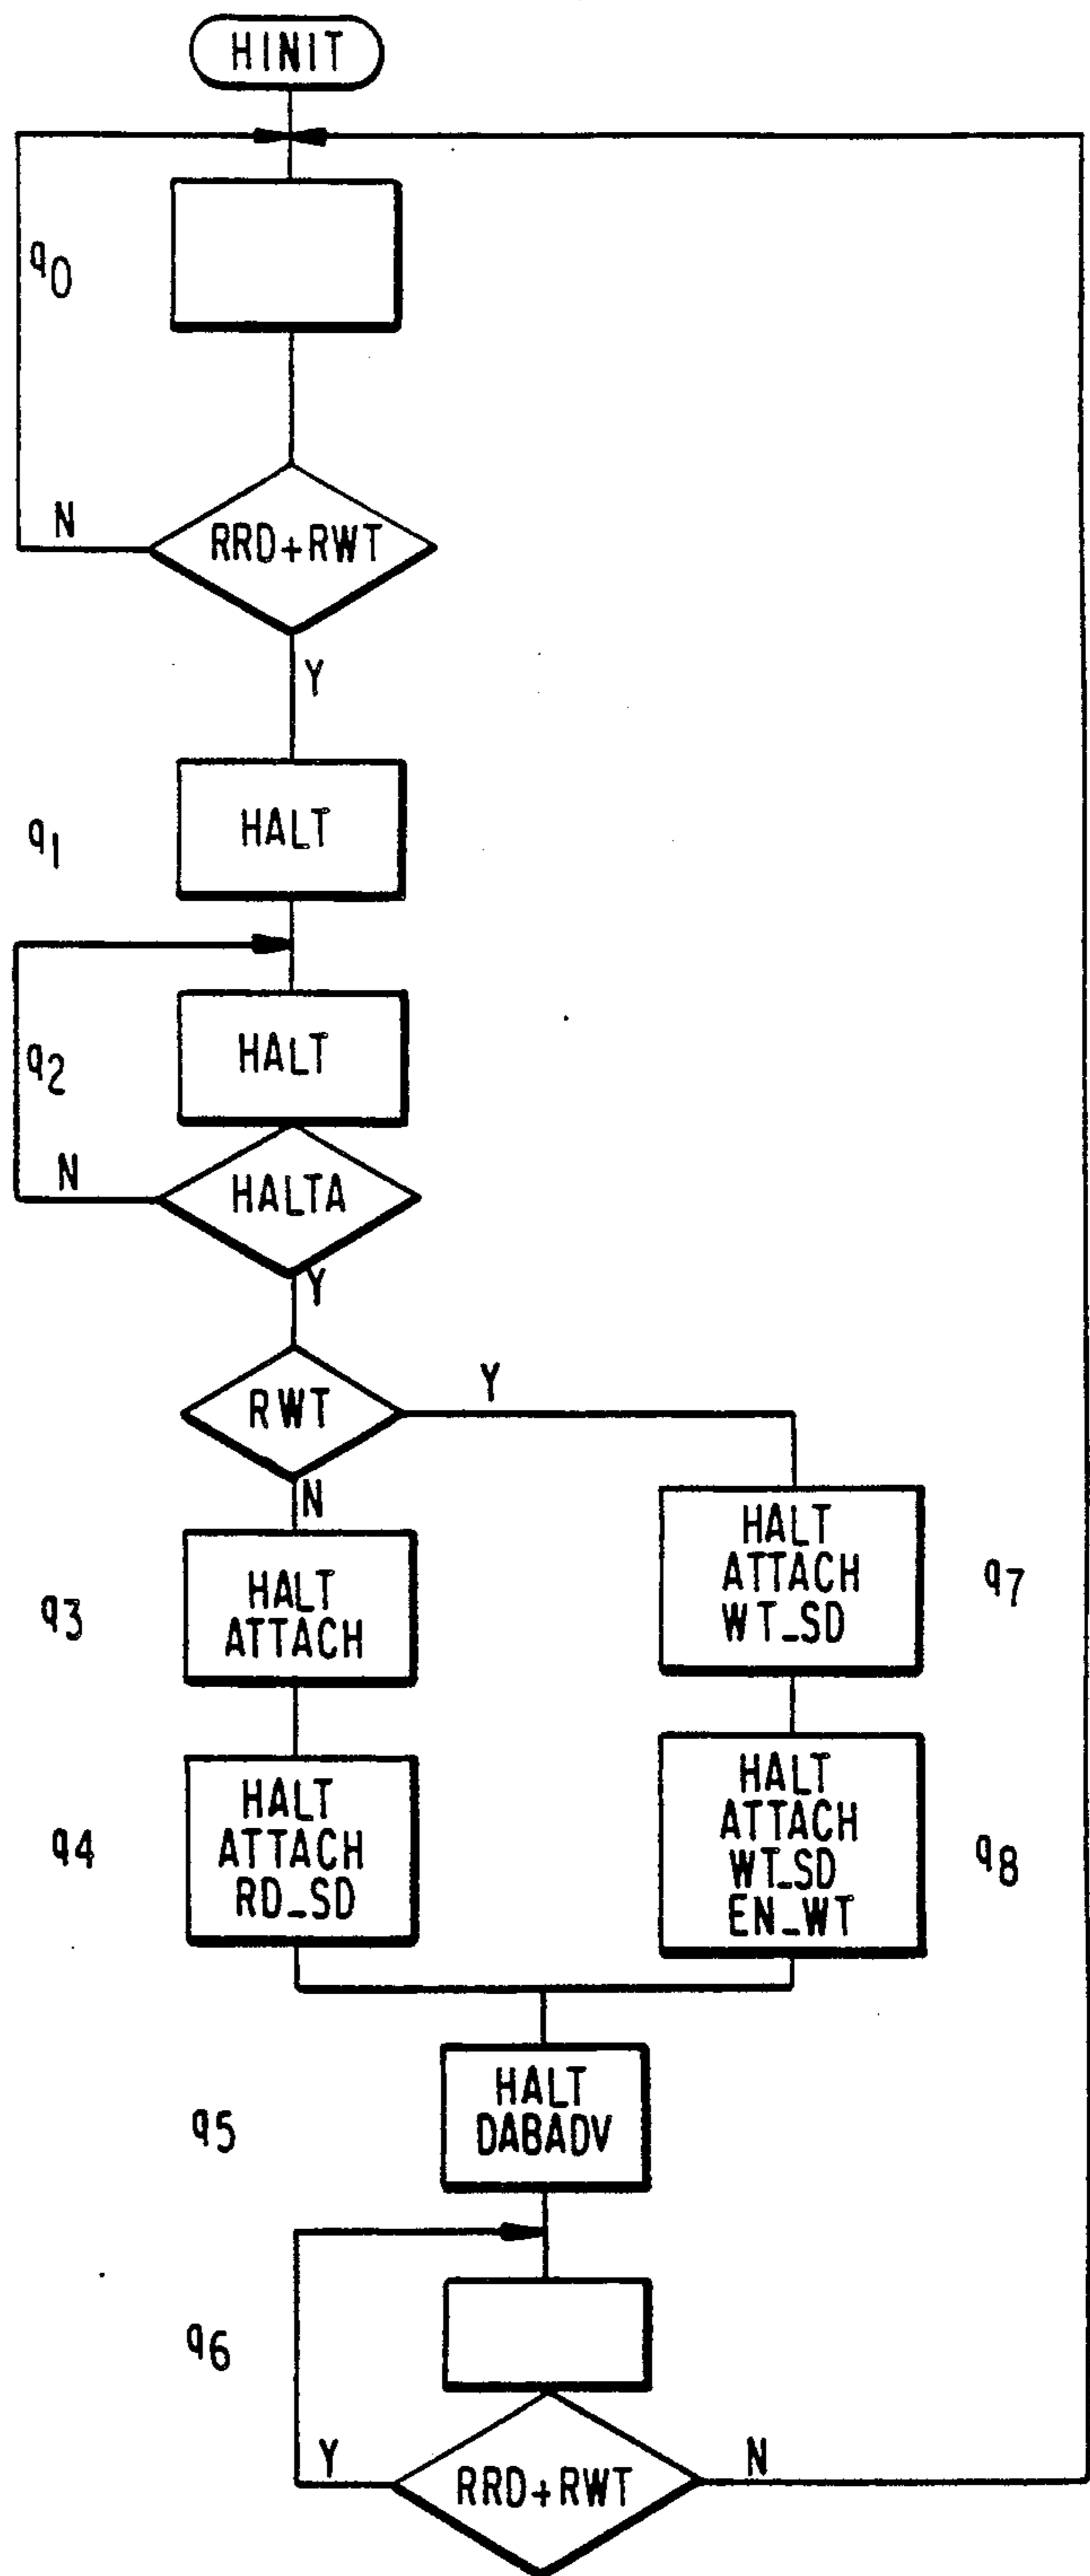 HINIT
q0
RRD+RWT
N
Y
q1
HALT
q2
HALT
N
HALTA
Y
RWT
Y
N
q3
HALT
ATTACH
HALT
ATTACH
WT_SD
q7
q4
HALT
ATTACH
RD_SD
HALT
ATTACH
WT_SD
EN_WT
q8
q5
HALT
DABADV
q6
Y
RRD+RWT
N